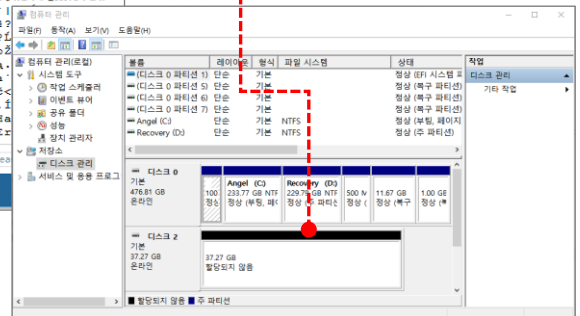 컴퓨터 관리
파일(F) 동작(A) 보기(V) 도움말(H)
컴퓨터 관리(로컬)
시스템 도구
작업 스케줄러
이벤트 뷰어
공유 폴더
성능
장치 관리자
저장소
디스크 관리
서비스 및 응용 프로그
볼륨 레이아웃 형식 파일 시스템 상태
(디스크 0 파티션 1) 단순 기본 정상 (EFI 시스템 파
(디스크 0 파티션 5) 단순 기본 정상 (복구 파티션)
(디스크 0 파티션 6) 단순 기본 정상 (복구 파티션)
(디스크 0 파티션 7) 단순 기본 정상 (복구 파티션)
Angel (C:) 단순 기본 NTFS 정상 (부팅, 페이지
Recovery (D:) 단순 기본 NTFS 정상 (주 파티션)
작업
디스크 관리
기타 작업
디스크 0
기본
476.81 GB
온라인
100
Angel (C:)
233.77 GB NTF
정상 (부팅, 페이
Recovery (D:)
229.79 GB NTF
정상 (주 파티션
500 M
정상 (
11.67 GB
정상 (복구
1.00 GE
디스크 2
기본
37.27 GB
온라인
37.27 GB
할당되지 않음
할당되지 않음 주 파티션